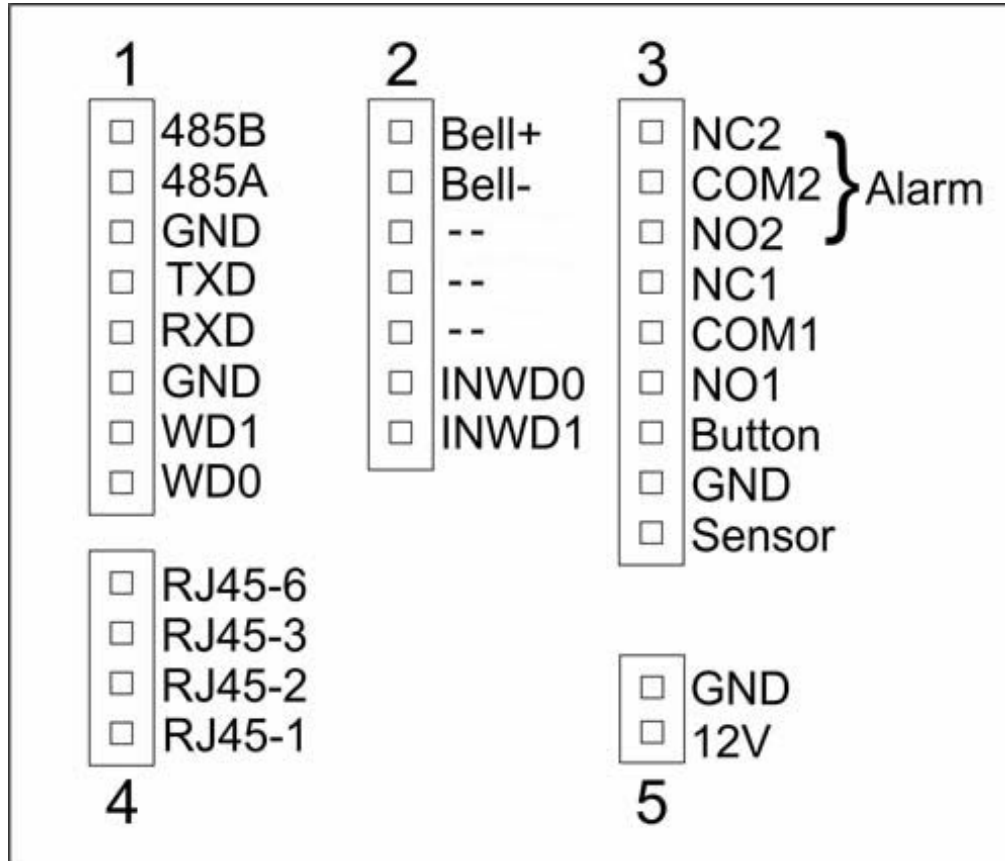 1
485B
485A
GND
TXD
RXD
GND
WD1
WD0
2
Bell+
Bell-
--
--
--
INWD0
INWD1
3
NC2
COM2
NO2
Alarm
NC1
COM1
NO1
Button
GND
Sensor
RJ45-6
RJ45-3
RJ45-2
RJ45-1
4
GND
12V
5